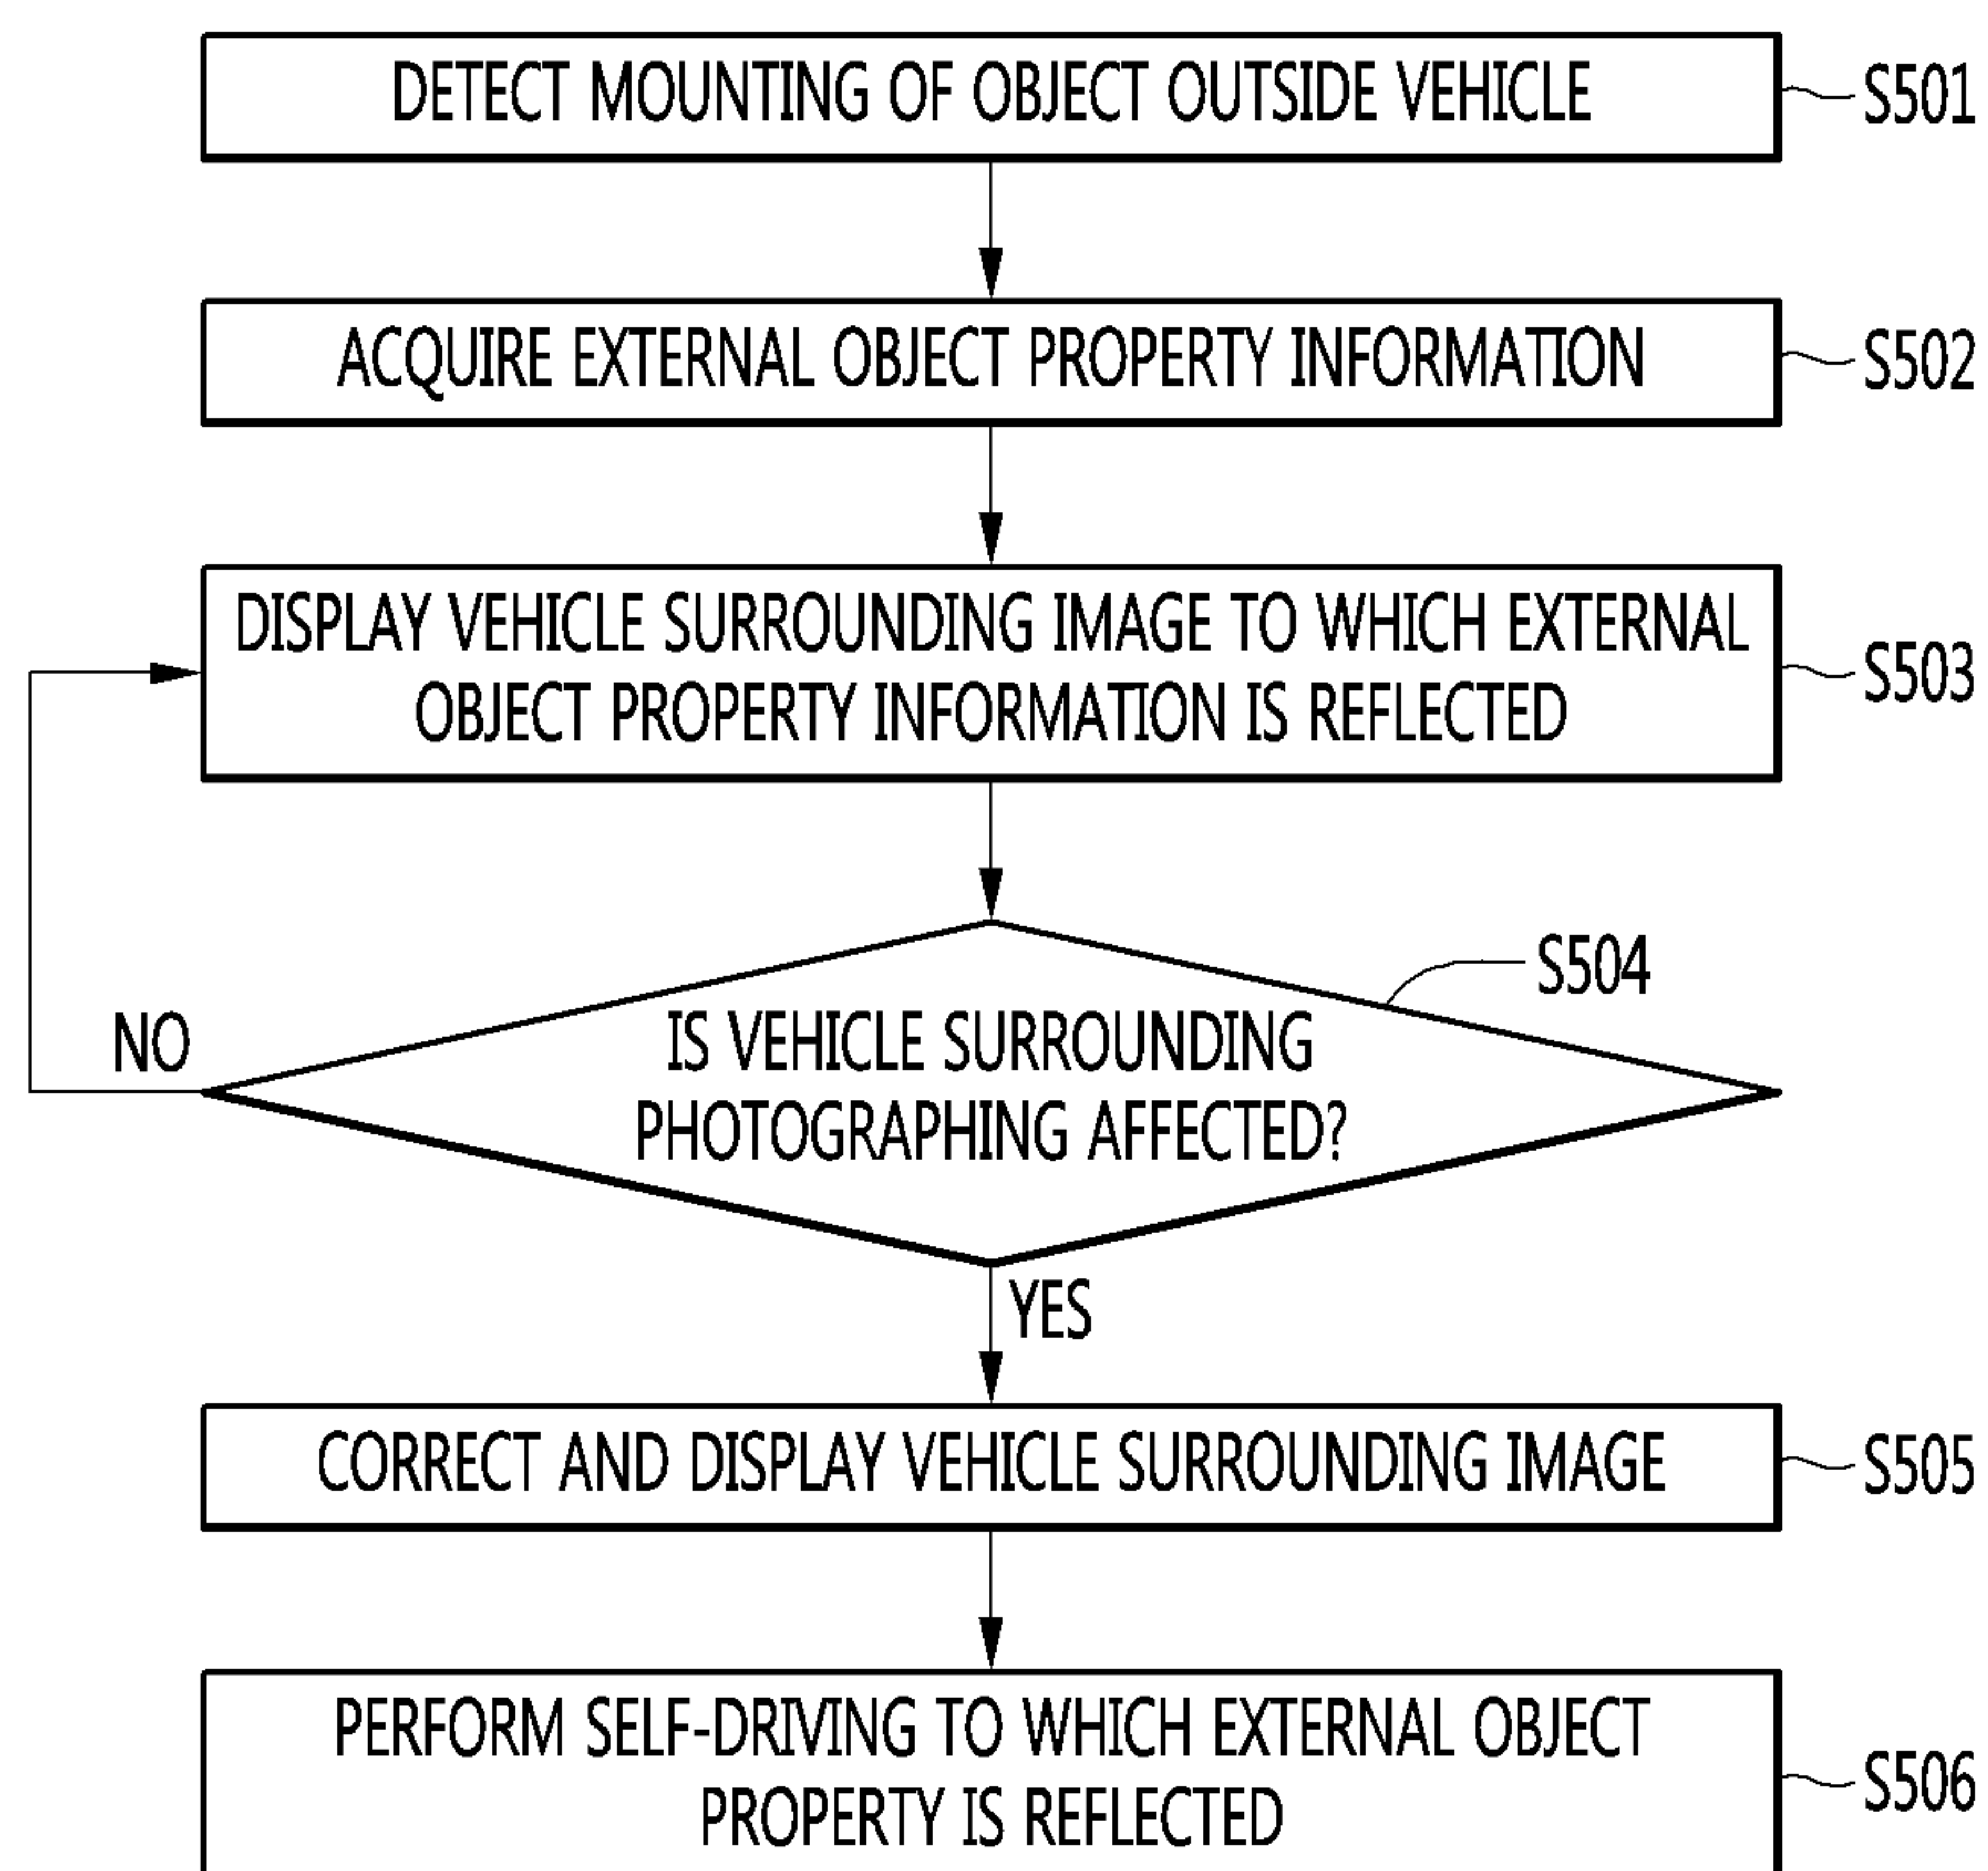 DETECT MOUNTING OF OBJECT OUTSIDE VEHICLE
S501
ACQUIRE EXTERNAL OBJECT PROPERTY INFORMATION
S502
DISPLAY VEHICLE SURROUNDING IMAGE TO WHICH EXTERNAL
OBJECT PROPERTY INFORMATION IS REFLECTED
S503
S504
IS VEHICLE SURROUNDING
PHOTOGRAPHING AFFECTED?
NO
YES
CORRECT AND DISPLAY VEHICLE SURROUNDING IMAGE
S505
PERFORM SELF-DRIVING TO WHICH EXTERNAL OBJECT
PROPERTY IS REFLECTED
S506